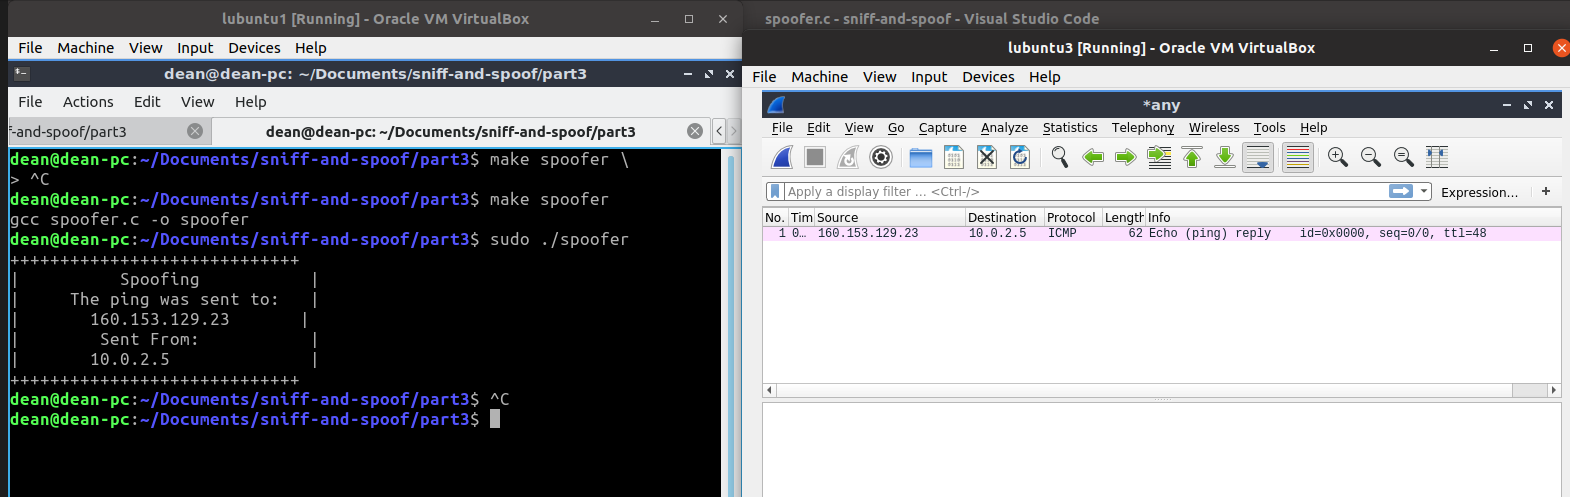 lubuntu1 [Running] - Oracle VM VirtualBox
File Machine View Input Devices Help
dean@dean-pc: ~/Documents/sniff-and-spoof/part3
File Actions Edit View Help
f-and-spoof/part3
dean@dean-pc: ~/Documents/sniff-and-spoof/part3
dean@dean-pc:~/Documents/sniff-and-spoof/part3$ make spoofer \
> ^C
dean@dean-pc:~/Documents/sniff-and-spoof/part3$ make spoofer
gcc spoofer.c -o spoofer
dean@dean-pc:~/Documents/sniff-and-spoof/part3$ sudo ./spoofer
+++++++++++++++++++++++++++++
| Spoofing |
| The ping was sent to: |
| 160.153.129.23 |
| Sent From: |
| 10.0.2.5 |
+++++++++++++++++++++++++++++
dean@dean-pc:~/Documents/sniff-and-spoof/part3$ ^C
dean@dean-pc:~/Documents/sniff-and-spoof/part3$
spoofer.c - sniff-and-spoof - Visual Studio Code
lubuntu3 [Running] - Oracle VM VirtualBox
File Machine View Input Devices Help
*any
File Edit View Go Capture Analyze Statistics Telephony Wireless Tools Help
Apply a display filter ... <Ctrl-/> Expression... +
No. Tim Source Destination Protocol Length Info
1 0… 160.153.129.23 10.0.2.5 ICMP 62 Echo (ping) reply id=0x0000, seq=0/0, ttl=48